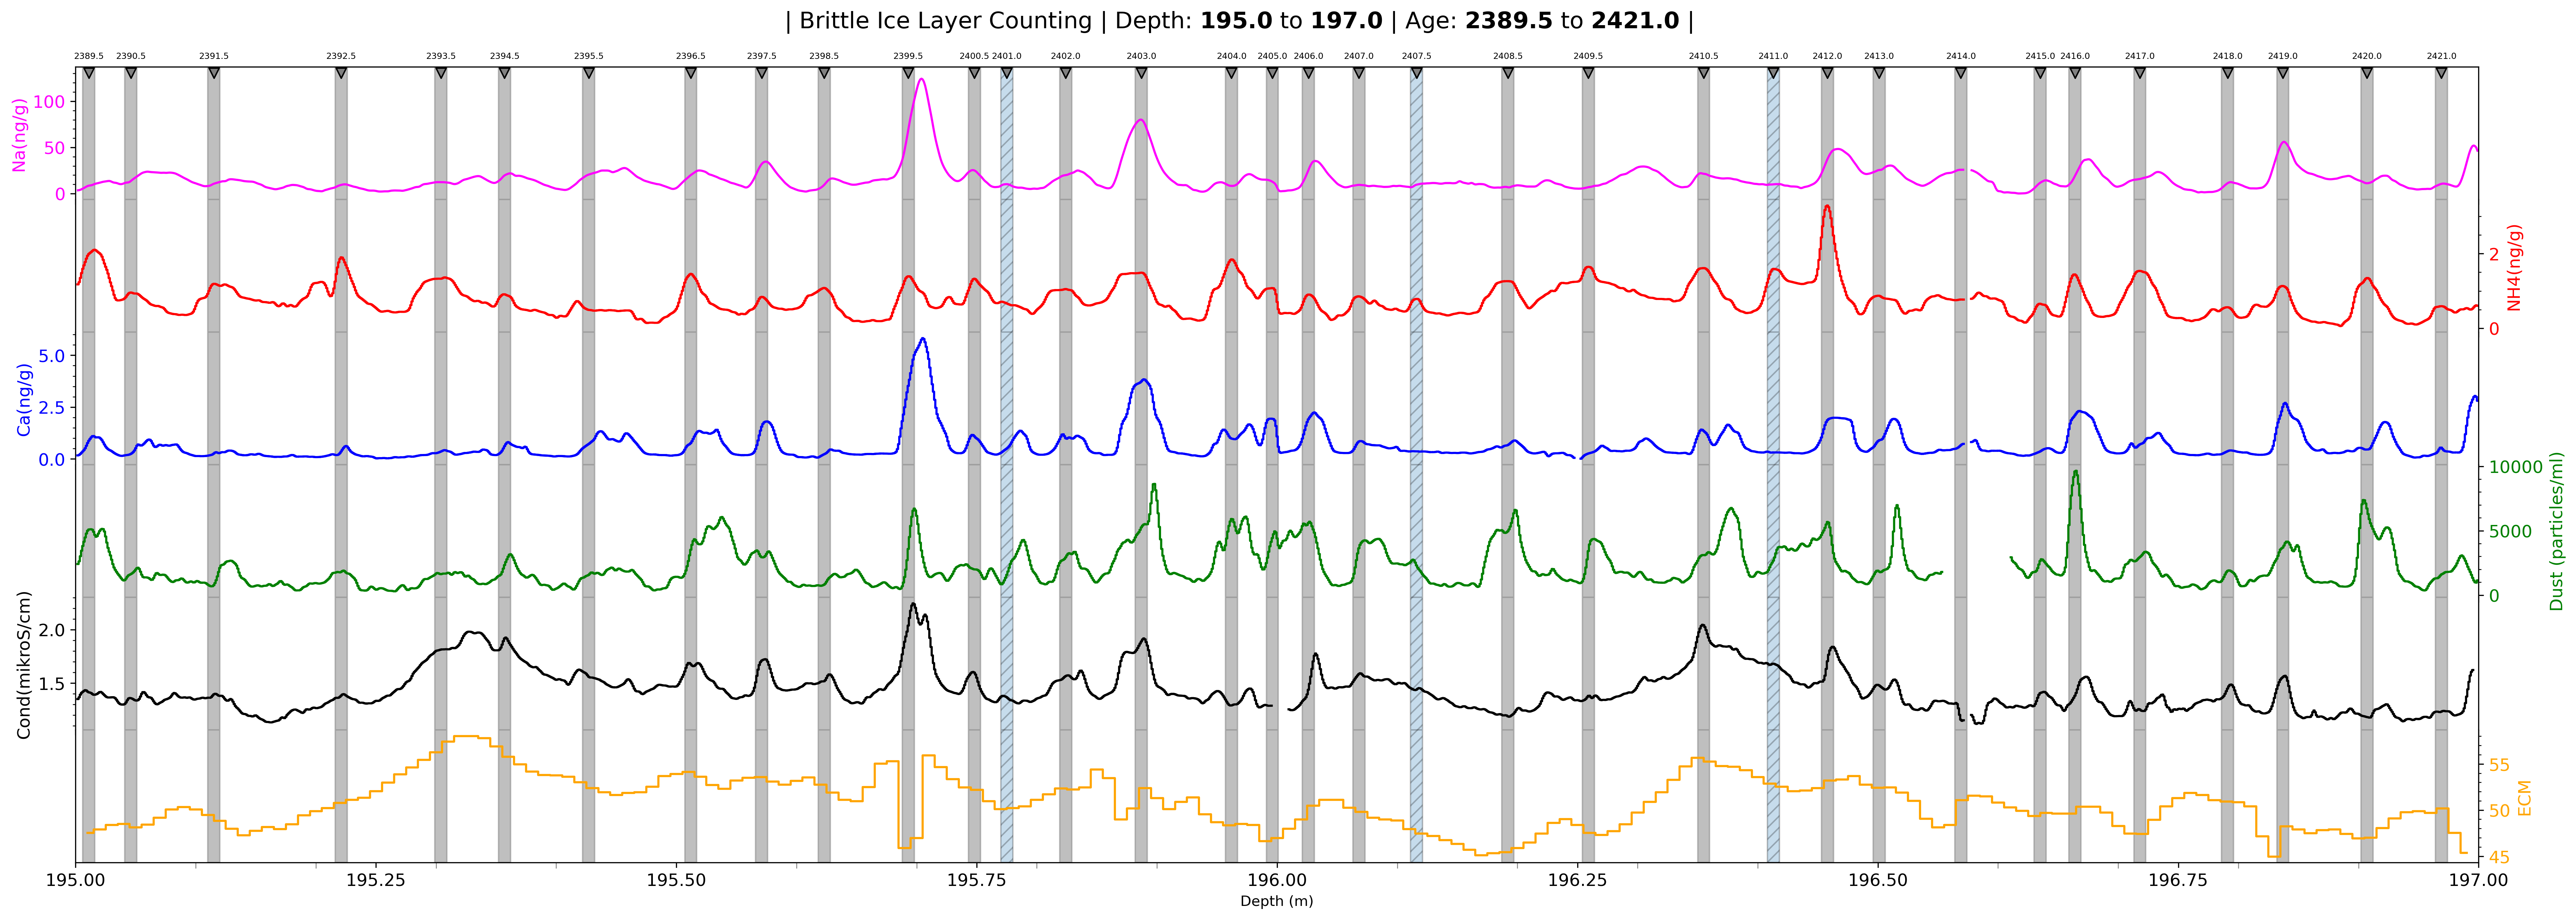 | Brittle Ice Layer Counting | Depth: 195.0 to 197.0 | Age: 2389.5 to 2421.0 |
2389.5 2390.5 2391.5 2392.5 2393.5 2394.5 2395.5 2396.5 2397.5 2398.5 2399.5 2400.5 2401.0 2402.0 2403.0 2404.0 2405.0 2406.0 2407.0 2407.5 2408.5 2409.5 2410.5 2411.0 2412.0 2413.0 2414.0 2415.0 2416.0 2417.0 2418.0 2419.0 2420.0 2421.0
Na(ng/g)
100
50
0
NH4(ng/g)
2
0
Ca(ng/g)
5.0
2.5
0.0
Dust (particles/ml)
10000
5000
0
Cond(mikroS/cm)
2.0
1.5
ECM
55
50
45
195.00 195.25 195.50 195.75 196.00 196.25 196.50 196.75 197.00
Depth (m)